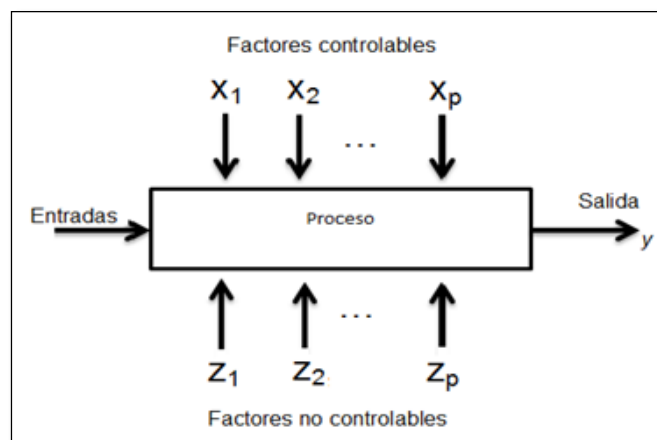 Factores controlables
x1 x2 xp
...
Entradas Proceso Salida
y
...
z1 z2 zp
Factores no controlables